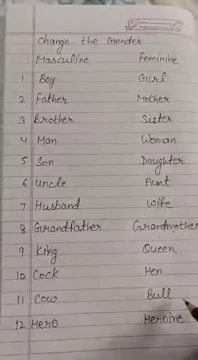 Change the Gender
Masculine Feminine
1 Boy Girl
2 Father Mother
3 Brother Sister
4 Man Woman
5 Son Daughter
6 Uncle Aunt
7 Husband Wife
8 Grandfather Grandmother
9 King Queen
10 Cock Hen
11 Cow Bull
12 Hero Heroine